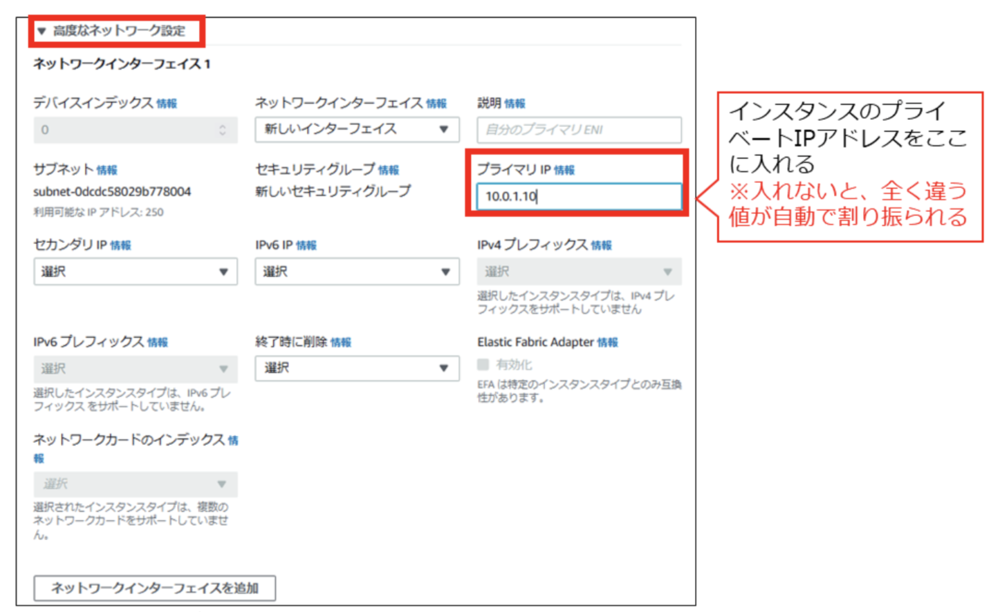 ▼ 高度なネットワーク設定
ネットワークインターフェイス 1
デバイスインデックス 情報
0
ネットワークインターフェイス 情報
新しいインターフェイス
説明 情報
自分のプライマリ ENI
サブネット 情報
subnet-0dcdc58029b778004
利用可能な IP アドレス: 250
セキュリティグループ 情報
新しいセキュリティグループ
プライマリ IP 情報
10.0.1.10
セカンダリ IP 情報
選択
IPv6 IP 情報
選択
IPv4 プレフィックス 情報
選択
選択したインスタンスタイプは、IPv4 プレ
フィックスをサポートしていません
IPv6 プレフィックス 情報
選択
選択したインスタンスタイプは、IPv6 プレ
フィックス をサポートしていません。
終了時に削除 情報
選択
Elastic Fabric Adapter 情報
有効化
EFA は特定のインスタンスタイプとのみ互換
性があります。
ネットワークカードのインデックス 情
報
選択
選択されたインスタンスタイプは、複数の
ネットワークカードをサポートしていませ
ん。
ネットワークインターフェイスを追加
インスタンスのプライ
ベートIPアドレスをここ
に入れる
※入れないと、全く違う
値が自動で割り振られる